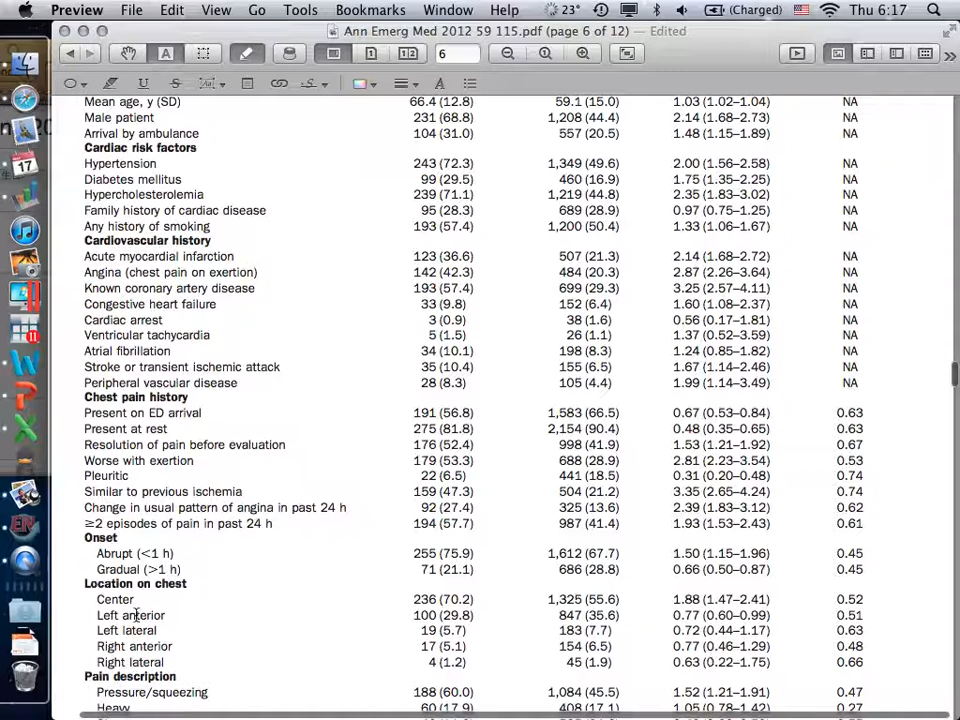 Preview File Edit View Go Tools Bookmarks Window Help 23° (Charged) Thu 6:17
Ann Emerg Med 2012 59 115.pdf (page 6 of 12) — Edited
6
Mean age, y (SD) 66.4 (12.8) 59.1 (15.0) 1.03 (1.02–1.04) NA
Male patient 231 (68.8) 1,208 (44.4) 2.14 (1.68–2.73) NA
Arrival by ambulance 104 (31.0) 557 (20.5) 1.48 (1.15–1.89) NA
Cardiac risk factors
Hypertension 243 (72.3) 1,349 (49.6) 2.00 (1.56–2.58) NA
Diabetes mellitus 99 (29.5) 460 (16.9) 1.75 (1.35–2.25) NA
Hypercholesterolemia 239 (71.1) 1,219 (44.8) 2.35 (1.83–3.02) NA
Family history of cardiac disease 95 (28.3) 689 (28.9) 0.97 (0.75–1.25) NA
Any history of smoking 193 (57.4) 1,200 (50.4) 1.33 (1.06–1.67) NA
Cardiovascular history
Acute myocardial infarction 123 (36.6) 507 (21.3) 2.14 (1.68–2.72) NA
Angina (chest pain on exertion) 142 (42.3) 484 (20.3) 2.87 (2.26–3.64) NA
Known coronary artery disease 193 (57.4) 699 (29.3) 3.25 (2.57–4.11) NA
Congestive heart failure 33 (9.8) 152 (6.4) 1.60 (1.08–2.37) NA
Cardiac arrest 3 (0.9) 38 (1.6) 0.56 (0.17–1.81) NA
Ventricular tachycardia 5 (1.5) 26 (1.1) 1.37 (0.52–3.59) NA
Atrial fibrillation 34 (10.1) 198 (8.3) 1.24 (0.85–1.82) NA
Stroke or transient ischemic attack 35 (10.4) 155 (6.5) 1.67 (1.14–2.46) NA
Peripheral vascular disease 28 (8.3) 105 (4.4) 1.99 (1.14–3.49) NA
Chest pain history
Present on ED arrival 191 (56.8) 1,583 (66.5) 0.67 (0.53–0.84) 0.63
Present at rest 275 (81.8) 2,154 (90.4) 0.48 (0.35–0.65) 0.63
Resolution of pain before evaluation 176 (52.4) 998 (41.9) 1.53 (1.21–1.92) 0.67
Worse with exertion 179 (53.3) 688 (28.9) 2.81 (2.23–3.54) 0.53
Pleuritic 22 (6.5) 441 (18.5) 0.31 (0.20–0.48) 0.74
Similar to previous ischemia 159 (47.3) 504 (21.2) 3.35 (2.65–4.24) 0.74
Change in usual pattern of angina in past 24 h 92 (27.4) 325 (13.6) 2.39 (1.83–3.12) 0.62
≥2 episodes of pain in past 24 h 194 (57.7) 987 (41.4) 1.93 (1.53–2.43) 0.61
Onset
Abrupt (<1 h) 255 (75.9) 1,612 (67.7) 1.50 (1.15–1.96) 0.45
Gradual (>1 h) 71 (21.1) 686 (28.8) 0.66 (0.50–0.87) 0.45
Location on chest
Center 236 (70.2) 1,325 (55.6) 1.88 (1.47–2.41) 0.52
Left anterior 100 (29.8) 847 (35.6) 0.77 (0.60–0.99) 0.51
Left lateral 19 (5.7) 183 (7.7) 0.72 (0.44–1.17) 0.63
Right anterior 17 (5.1) 154 (6.5) 0.77 (0.46–1.29) 0.48
Right lateral 4 (1.2) 45 (1.9) 0.63 (0.22–1.75) 0.66
Pain description
Pressure/squeezing 188 (60.0) 1,084 (45.5) 1.52 (1.21–1.91) 0.47
Heavy 60 (17.9) 408 (17.1) 1.05 (0.78–1.42) 0.27